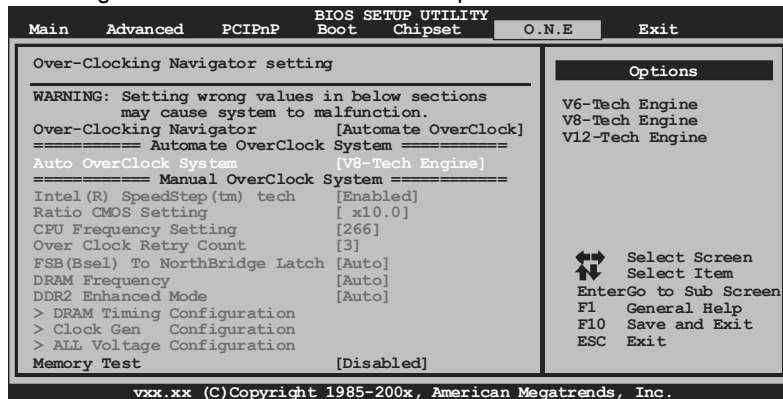 BIOS SETUP UTILITY
Main Advanced PCIPnP Boot Chipset O.N.E Exit
Over-Clocking Navigator setting
WARNING: Setting wrong values in below sections
may cause system to malfunction.
Over-Clocking Navigator [Automate OverClock]
=========== Automate OverClock System ===========
Auto OverClock System [V8-Tech Engine]
============ Manual OverClock System ============
Intel(R) SpeedStep(tm) tech [Enabled]
Ratio CMOS Setting [ x10.0]
CPU Frequency Setting [266]
Over Clock Retry Count [3]
FSB(Bsel) To NorthBridge Latch [Auto]
DRAM Frequency [Auto]
DDR2 Enhanced Mode [Auto]
> DRAM Timing Configuration
> Clock Gen Configuration
> ALL Voltage Configuration
Memory Test [Disabled]
Options
V6-Tech Engine
V8-Tech Engine
V12-Tech Engine
Select Screen
Select Item
EnterGo to Sub Screen
F1 General Help
F10 Save and Exit
ESC Exit
vxx.xx (C)Copyright 1985-200x, American Megatrends, Inc.